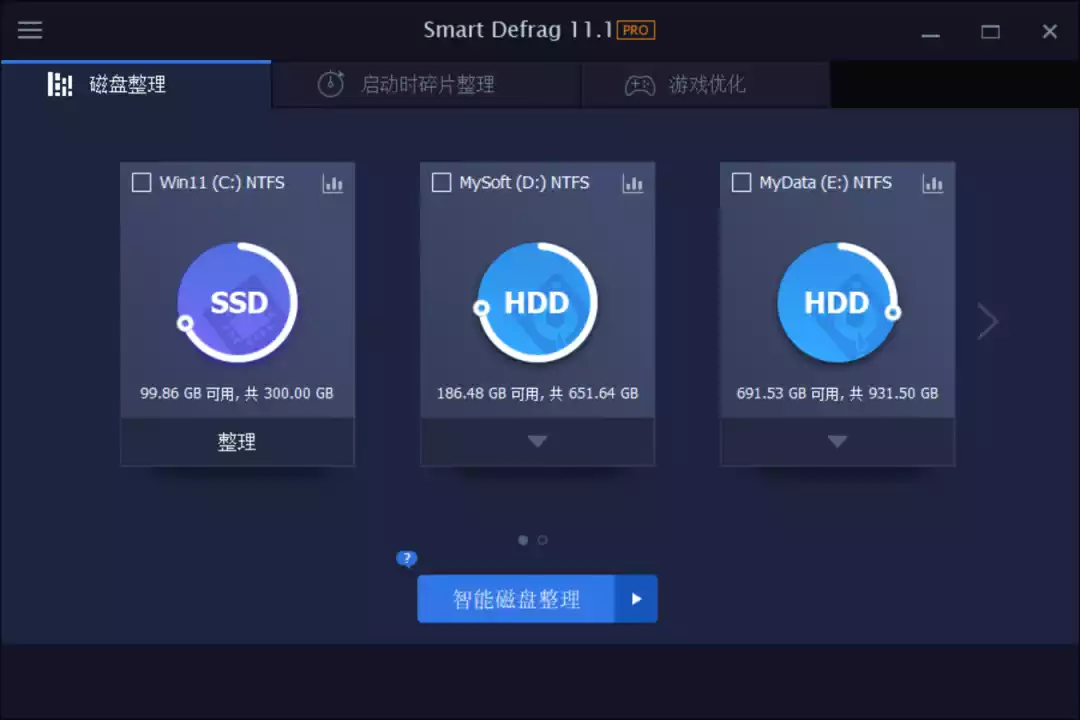 Smart Defrag 11.1 PRO
磁盘整理
启动时碎片整理
游戏优化
Win11 (C:) NTFS
MySoft (D:) NTFS
MyData (E:) NTFS
SSD
HDD
HDD
99.86 GB 可用, 共 300.00 GB
186.48 GB 可用, 共 651.64 GB
691.53 GB 可用, 共 931.50 GB
整理
?
智能磁盘整理